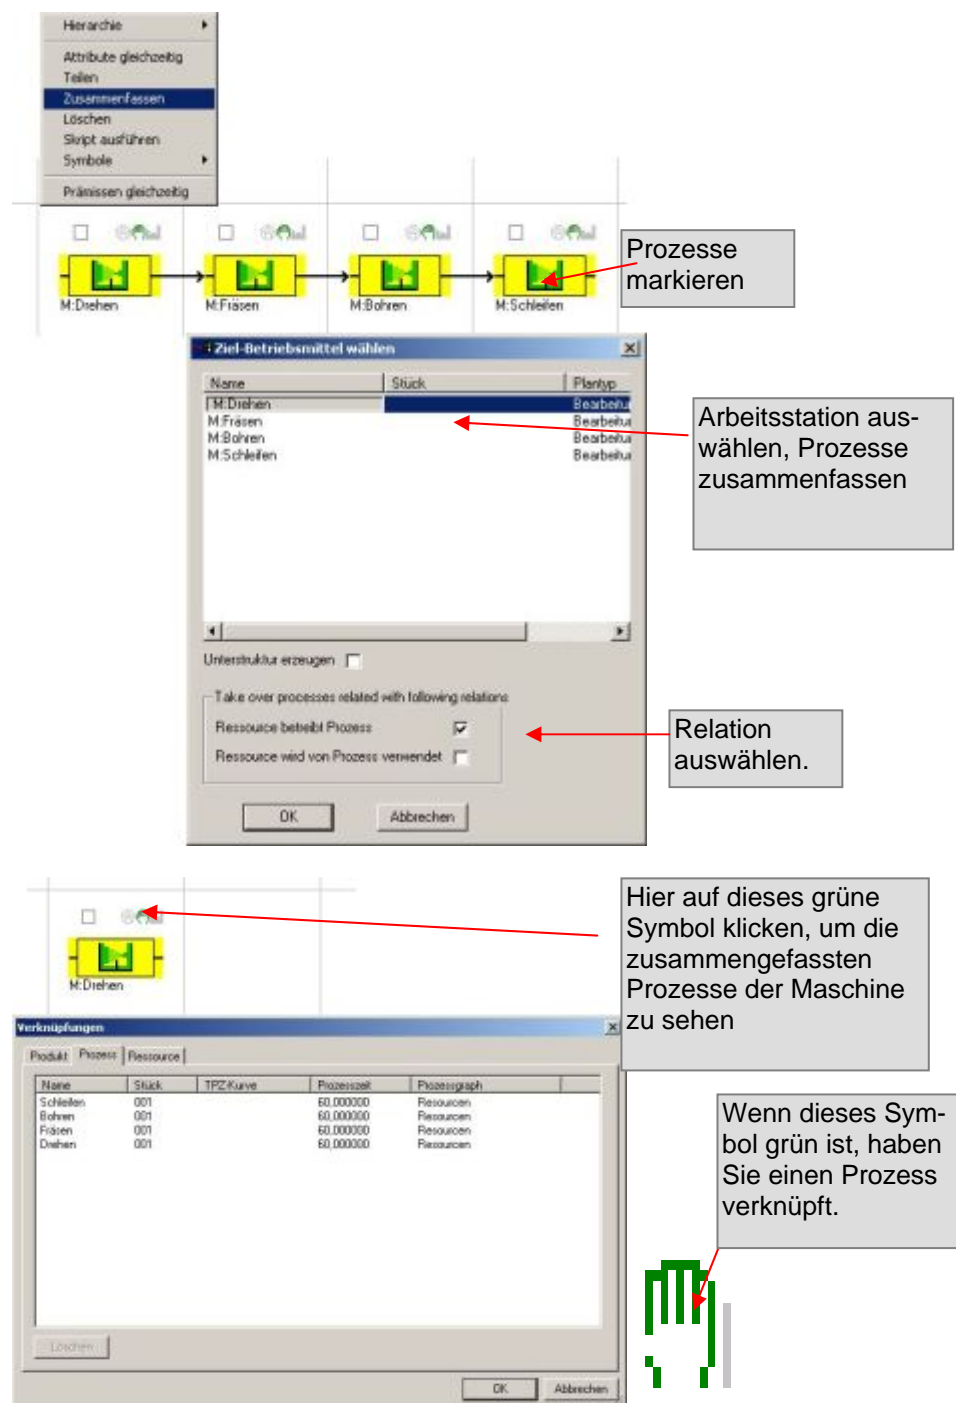 Hierarchie
Attribute gleichzeitig
Teilen
Zusammenfassen
Löschen
Skript ausführen
Symbole
Prämissen gleichzeitig
M:Drehen
M:Fräsen
M:Bohren
M:Schleifen
Prozesse
markieren
Ziel-Betriebsmittel wählen
Name Stück Plantyp
M:Drehen Bearbeitu
M:Fräsen Bearbeitu
M:Bohren Bearbeitu
M:Schleifen Bearbeitu
Arbeitsstation aus-
wählen, Prozesse
zusammenfassen
Unterstruktur erzeugen
Take over processes related with following relations
Ressource betreibt Prozess
Ressource wird von Prozess verwendet
Relation
auswählen.
OK Abbrechen
Hier auf dieses grüne
Symbol klicken, um die
zusammengefassten
Prozesse der Maschine
zu sehen
M:Drehen
Verknüpfungen
Produkt Prozess Ressource
Name Stück TPZ-Kurve Prozesszeit Prozessgraph
Schleifen 001 60,000000 Resourcen
Bohren 001 60,000000 Resourcen
Fräsen 001 60,000000 Resourcen
Drehen 001 60,000000 Resourcen
Wenn dieses Sym-
bol grün ist, haben
Sie einen Prozess
verknüpft.
Löschen
OK Abbrechen